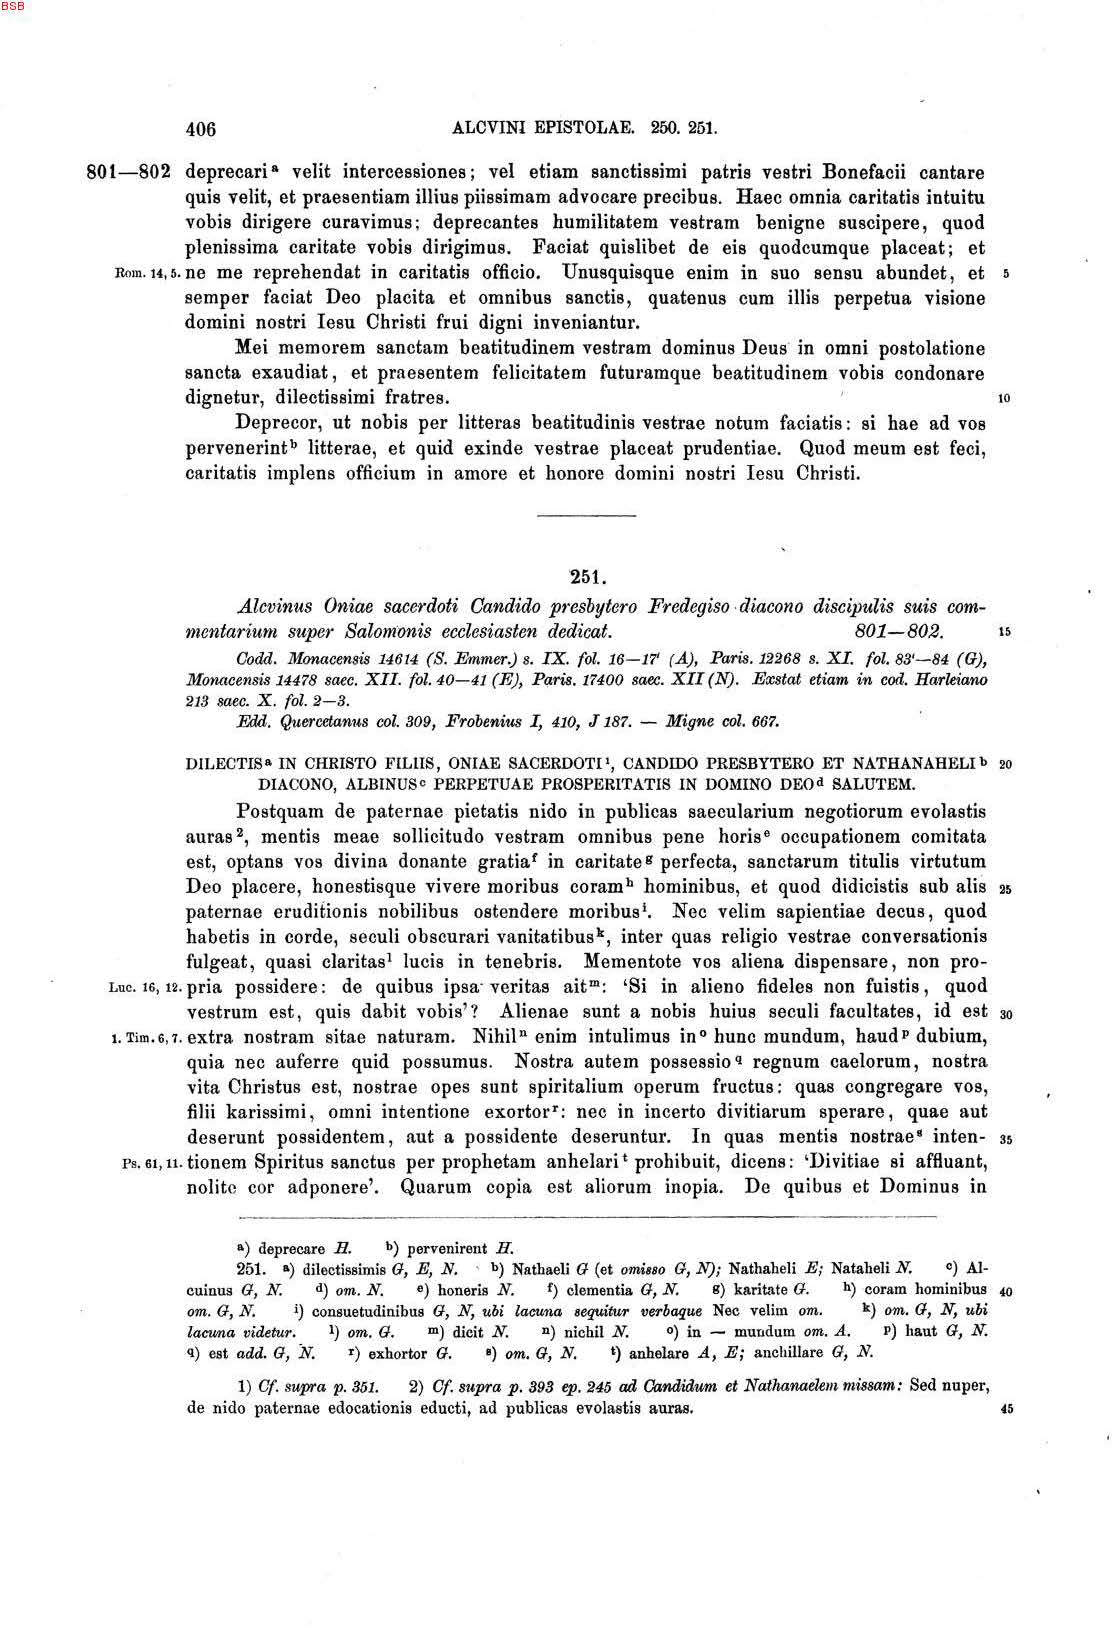 BSB
406 ALCVINI EPISTOLAE. 250. 251.
801—802 deprecari a velit intercessiones; vel etiam sanctissimi patris vestri Bonefacii cantare
quis velit, et praesentiam illius piissimam advocare precibus. Haec omnia caritatis intuitu
vobis dirigere curavimus; deprecantes humilitatem vestram benigne suscipere, quod
plenissima caritate vobis dirigimus. Faciat quislibet de eis quodcumque placeat; et
Rom. 14, 5. ne me reprehendat in caritatis officio. Unusquisque enim in suo sensu abundet, et 5
semper faciat Deo placita et omnibus sanctis, quatenus cum illis perpetua visione
domini nostri Iesu Christi frui digni inveniantur.
Mei memorem sanctam beatitudinem vestram dominus Deus in omni postolatione
sancta exaudiat, et praesentem felicitatem futuramque beatitudinem vobis condonare
dignetur, dilectissimi fratres. 10
Deprecor, ut nobis per litteras beatitudinis vestrae notum faciatis: si hae ad vos
pervenerint b litterae, et quid exinde vestrae placeat prudentiae. Quod meum est feci,
caritatis implens officium in amore et honore domini nostri Iesu Christi.
251.
Alcvinus Oniae sacerdoti Candido presbytero Fredegiso diacono discipulis suis com-
mentarium super Salomonis ecclesiasten dedicat. 801—802. 15
Codd. Monacensis 14614 (S. Emmer.) s. IX. fol. 16—17' (A), Paris. 12268 s. XI. fol. 83'—84 (G),
Monacensis 14478 saec. XII. fol. 40—41 (E), Paris. 17400 saec. XII (N). Exstat etiam in cod. Harleiano
213 saec. X. fol. 2—3.
Edd. Quercetanus col. 309, Frobenius I, 410, J 187. — Migne col. 667.
DILECTIS a IN CHRISTO FILIIS, ONIAE SACERDOTI 1, CANDIDO PRESBYTERO ET NATHANAHELI b 20
DIACONO, ALBINUS c PERPETUAE PROSPERITATIS IN DOMINO DEO d SALUTEM.
Postquam de paternae pietatis nido in publicas saecularium negotiorum evolastis
auras 2, mentis meae sollicitudo vestram omnibus pene horis e occupationem comitata
est, optans vos divina donante gratia f in caritate g perfecta, sanctarum titulis virtutum
Deo placere, honestisque vivere moribus coram h hominibus, et quod didicistis sub alis 25
paternae eruditionis nobilibus ostendere moribus i. Nec velim sapientiae decus, quod
habetis in corde, seculi obscurari vanitatibus k, inter quas religio vestrae conversationis
fulgeat, quasi claritas l lucis in tenebris. Mementote vos aliena dispensare, non pro-
Luc. 16, 12. pria possidere: de quibus ipsa veritas ait m: ‘Si in alieno fideles non fuistis, quod
vestrum est, quis dabit vobis’? Alienae sunt a nobis huius seculi facultates, id est 30
1. Tim. 6, 7. extra nostram sitae naturam. Nihil n enim intulimus in o hunc mundum, haud p dubium,
quia nec auferre quid possumus. Nostra autem possessio q regnum caelorum, nostra
vita Christus est, nostrae opes sunt spiritalium operum fructus: quas congregare vos,
filii karissimi, omni intentione exortor r: nec in incerto divitiarum sperare, quae aut
deserunt possidentem, aut a possidente deseruntur. In quas mentis nostrae s inten- 35
Ps. 61, 11. tionem Spiritus sanctus per prophetam anhelari t prohibuit, dicens: ‘Divitiae si affluant,
nolite cor adponere’. Quarum copia est aliorum inopia. De quibus et Dominus in
a) deprecare H. b) pervenirent H.
251. a) dilectissimis G, E, N. b) Nathaeli G (et omisso G, N); Nathaheli E; Nataheli N. c) Al-
cuinus G, N. d) om. N. e) honeris N. f) clementia G, N. g) karitate G. h) coram hominibus 40
om. G, N. i) consuetudinibus G, N, ubi lacuna sequitur verbaque Nec velim om. k) om. G, N, ubi
lacuna videtur. l) om. G. m) dicit N. n) nichil N. o) in — mundum om. A. p) haut G, N.
q) est add. G, N. r) exhortor G. s) om. G, N. t) anhelare A, E; anchillare G, N.
1) Cf. supra p. 351. 2) Cf. supra p. 393 ep. 245 ad Candidum et Nathanaelem missam: Sed nuper,
de nido paternae edocationis educti, ad publicas evolastis auras. 45